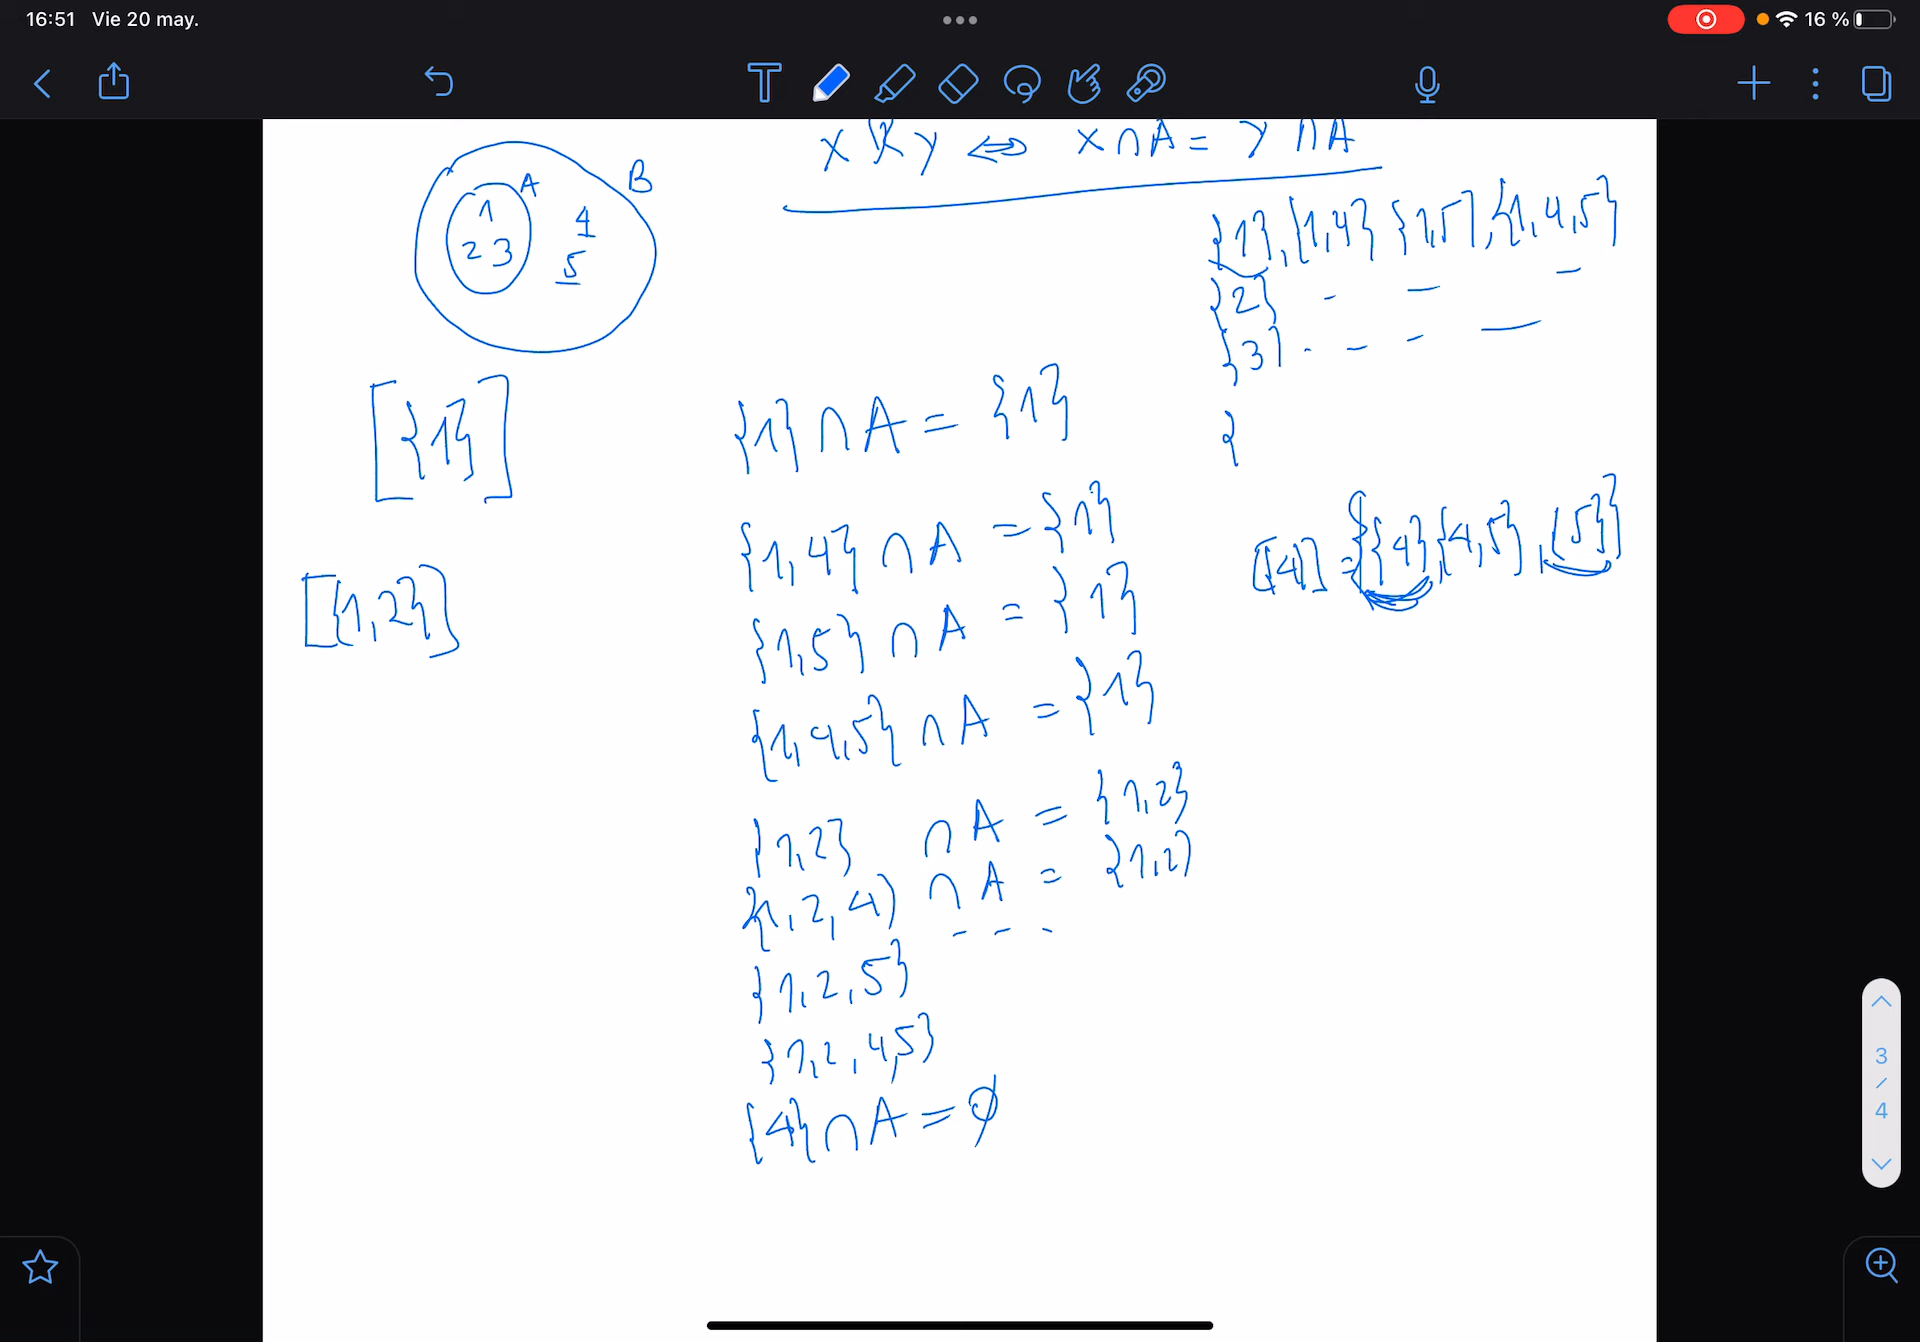 16:51 Vie 20 may.
16 %
x R y ⇔ x ∩ A = y ∩ A
A
B
1
2 3
4
5
{1}, {1,4} {1,5}, {1,4,5}
{2} - - -
{3} - - - -
{
[{1}]
{1} ∩ A = {1}
{1,4} ∩ A = {1}
[{4}] = {{4}, {4,5}, {5}}
[{1,2}]
{1,5} ∩ A = {1}
{1,4,5} ∩ A = {1}
{1,2} ∩ A = {1,2}
{1,2,4} ∩ A = {1,2}
- - -
{1,2,5}
{1,2,4,5}
{4} ∩ A = ∅
3
/
4